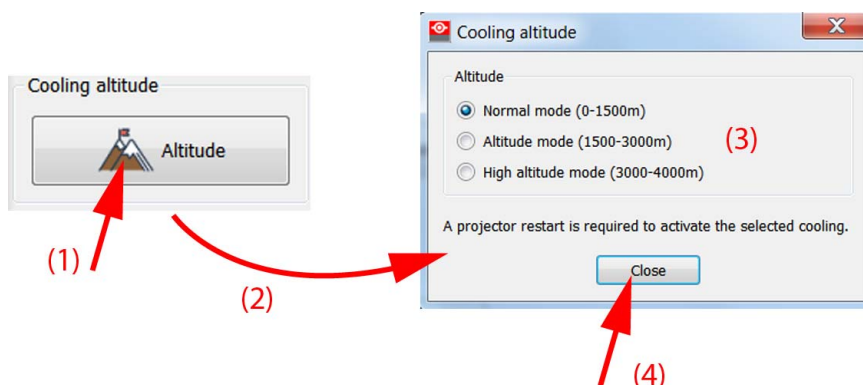 Cooling altitude
Altitude
(1)
(2)
Cooling altitude
X
Altitude
Normal mode (0-1500m)
Altitude mode (1500-3000m)
(3)
High altitude mode (3000-4000m)
A projector restart is required to activate the selected cooling.
Close
(4)